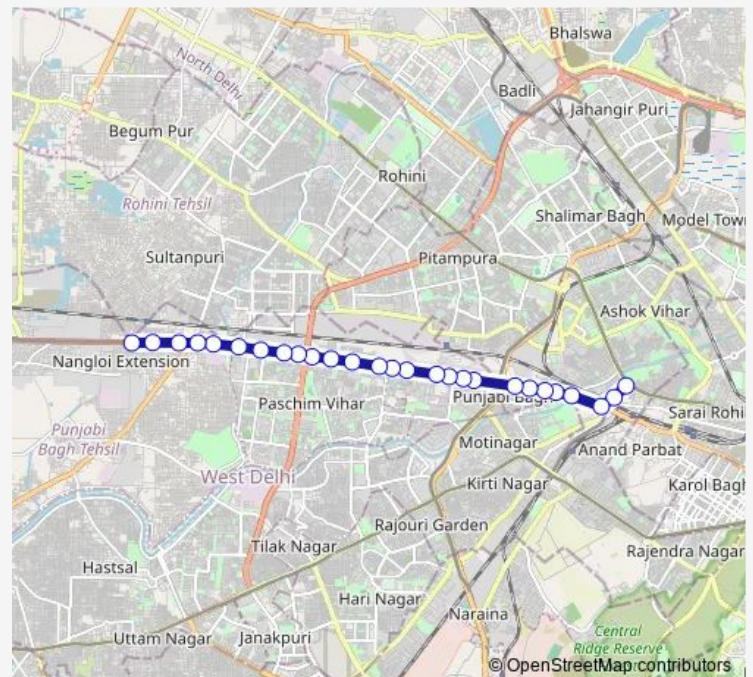 Bhalswa
North Delhi
Badli
Jahangir Puri
Begum Pur
Rohini
Rohini Tehsil
Shalimar Bagh
Model Tow
Sultanpuri
Pitampura
Ashok Vihar
Nangloi Extension
Paschim Vihar
Punjabi Bagh
Sarai Rohi
Punjabi
Bagh Tehsil
Motinagar
Anand Parbat
West Delhi
Kirti Nagar
Karol Bagh
Rajouri Garden
Tilak Nagar
Rajendra Nagar
Hastsal
Hari Nagar
Naraina
Uttam Nagar
Janakpuri
Central
Ridge Reserve
© OpenStreetMap contributors